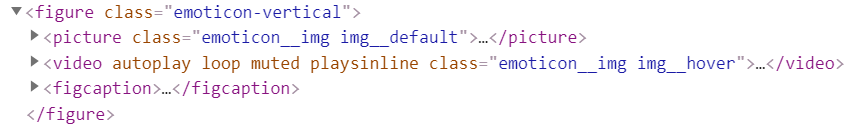 ▼<figure class="emoticon-vertical">
▶<picture class="emoticon__img img__default">…</picture>
▶<video autoplay loop muted playsinline class="emoticon__img img__hover">…</video>
▶<figcaption>…</figcaption>
</figure>